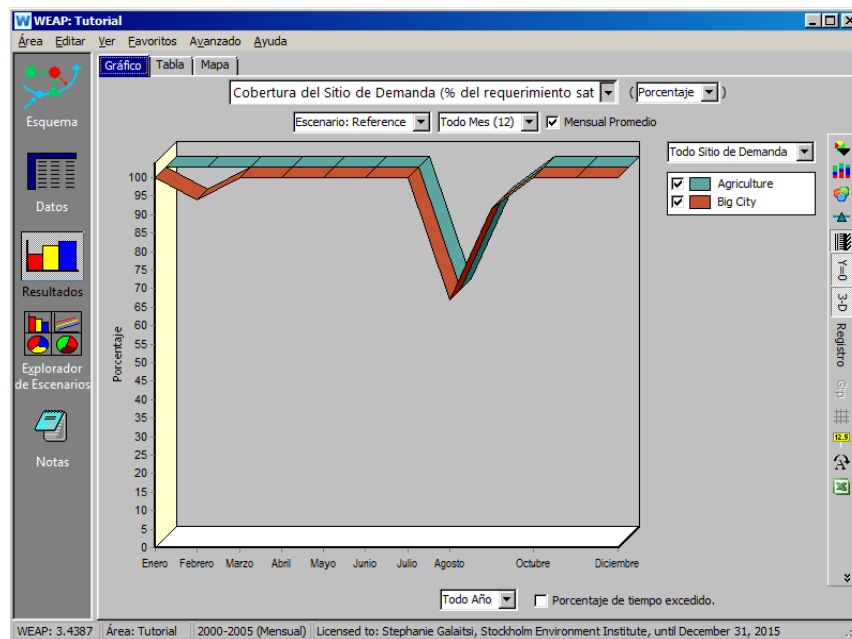 WEAP: Tutorial
Área Editar Ver Favoritos Avanzado Ayuda
Gráfico Tabla Mapa
Cobertura del Sitio de Demanda (% del requerimiento sat
( Porcentaje )
Escenario: Reference
Todo Mes (12)
Mensual Promedio
Todo Sitio de Demanda
Agriculture
Big City
Esquema
Datos
Resultados
Explorador
de Escenarios
Notas
Porcentaje
100
95
90
85
80
75
70
65
60
55
50
45
40
35
30
25
20
15
10
5
0
Enero Febrero Marzo Abril Mayo Junio Julio Agosto Octubre Diciembre
Y=0
3-D
Registro
Grp
12.5
A
Todo Año
Porcentaje de tiempo excedido.
WEAP: 3.4387 Área: Tutorial 2000-2005 (Mensual) Licensed to: Stephanie Galaitsi, Stockholm Environment Institute, until December 31, 2015